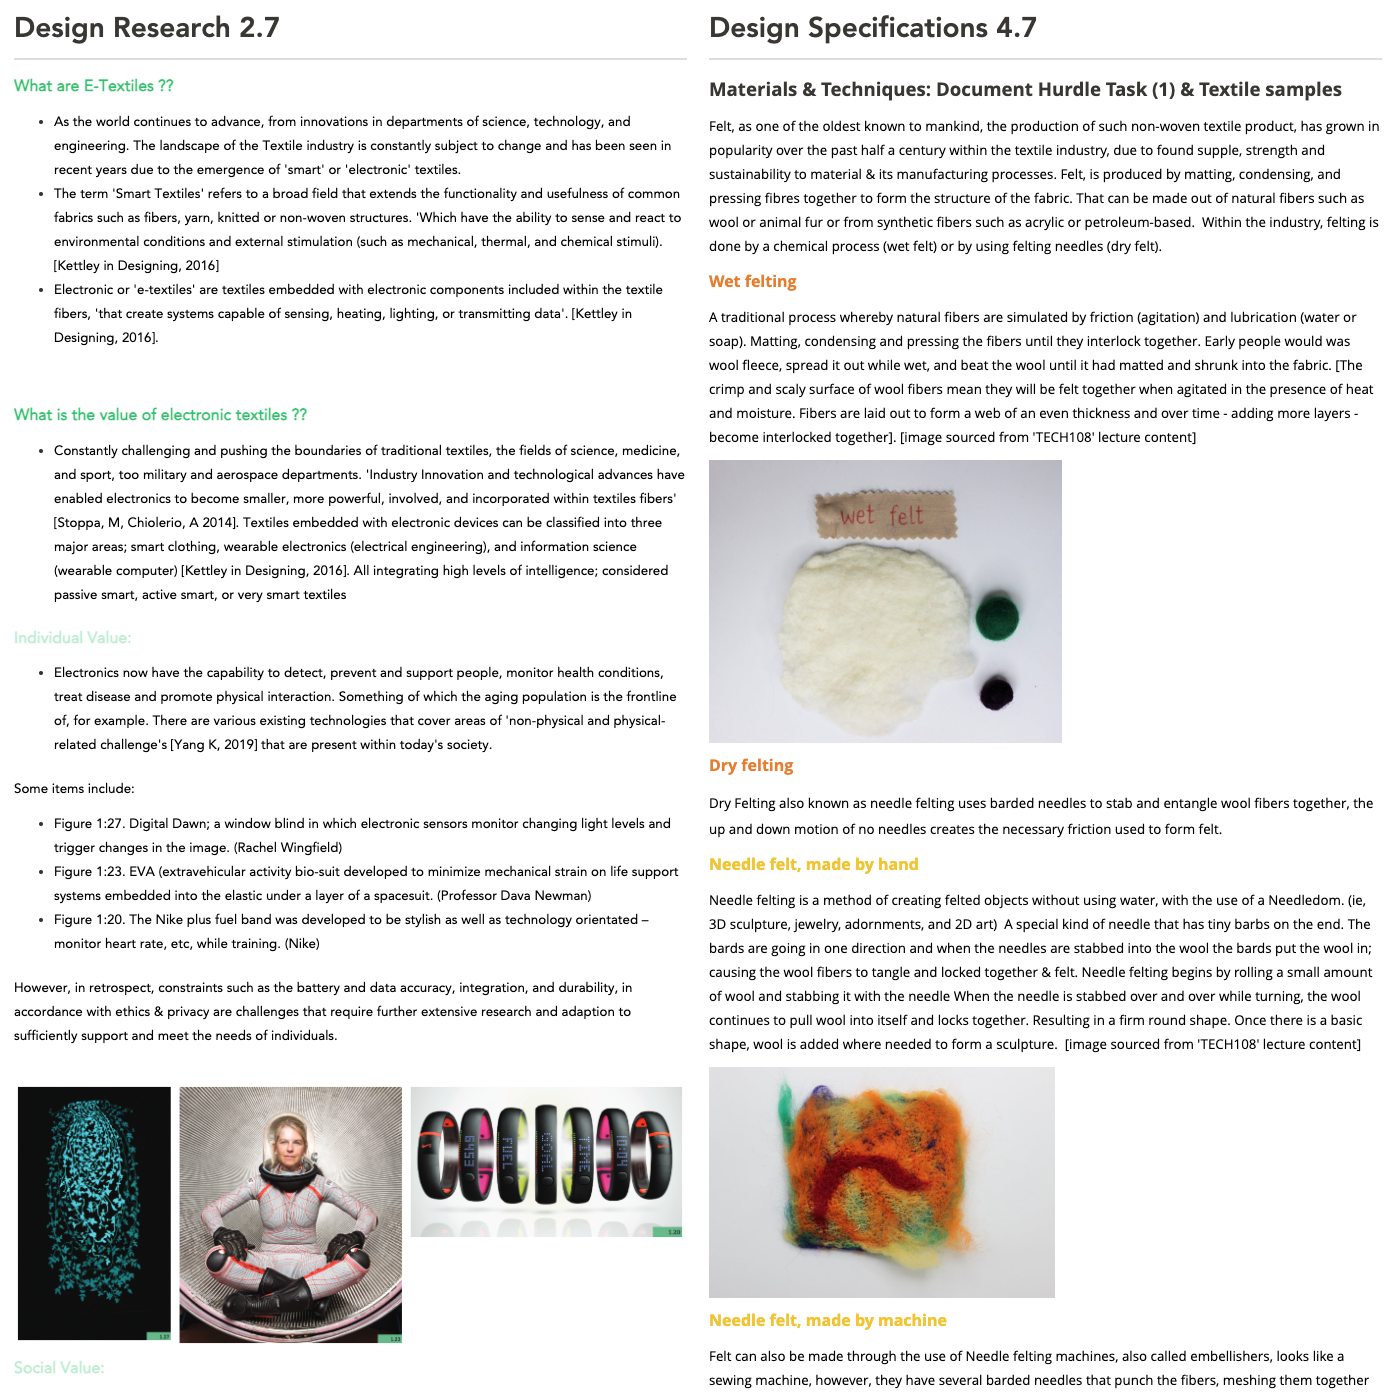 Design Research 2.7
What are E-Textiles ??
As the world continues to advance, from innovations in departments of science, technology, and
engineering. The landscape of the Textile industry is constantly subject to change and has been seen in
recent years due to the emergence of 'smart' or 'electronic' textiles.
The term 'Smart Textiles' refers to a broad field that extends the functionality and usefulness of common
fabrics such as fibers, yarn, knitted or non-woven structures. 'Which have the ability to sense and react to
environmental conditions and external stimulation (such as mechanical, thermal, and chemical stimuli).
[Kettley in Designing, 2016]
Electronic or 'e-textiles' are textiles embedded with electronic components included within the textile
fibers, 'that create systems capable of sensing, heating, lighting, or transmitting data'. [Kettley in
Designing, 2016].
What is the value of electronic textiles ??
Constantly challenging and pushing the boundaries of traditional textiles, the fields of science, medicine,
and sport, too military and aerospace departments. 'Industry Innovation and technological advances have
enabled electronics to become smaller, more powerful, involved, and incorporated within textiles fibers'
[Stoppa, M, Chiolerio, A 2014]. Textiles embedded with electronic devices can be classified into three
major areas; smart clothing, wearable electronics (electrical engineering), and information science
(wearable computer) [Kettley in Designing, 2016]. All integrating high levels of intelligence; considered
passive smart, active smart, or very smart textiles
Individual Value:
Electronics now have the capability to detect, prevent and support people, monitor health conditions,
treat disease and promote physical interaction. Something of which the aging population is the frontline
of, for example. There are various existing technologies that cover areas of 'non-physical and physical-
related challenge's [Yang K, 2019] that are present within today's society.
Some items include:
Figure 1:27. Digital Dawn; a window blind in which electronic sensors monitor changing light levels and
trigger changes in the image. (Rachel Wingfield)
Figure 1:23. EVA (extravehicular activity bio-suit developed to minimize mechanical strain on life support
systems embedded into the elastic under a layer of a spacesuit. (Professor Dava Newman)
Figure 1:20. The Nike plus fuel band was developed to be stylish as well as technology orientated –
monitor heart rate, etc, while training. (Nike)
However, in retrospect, constraints such as the battery and data accuracy, integration, and durability, in
accordance with ethics & privacy are challenges that require further extensive research and adaption to
sufficiently support and meet the needs of individuals.
6453
FUEL
GOAL
TIME
10:04
1.20
1.27
1.23
Social Value:
Design Specifications 4.7
Materials & Techniques: Document Hurdle Task (1) & Textile samples
Felt, as one of the oldest known to mankind, the production of such non-woven textile product, has grown in
popularity over the past half a century within the textile industry, due to found supple, strength and
sustainability to material & its manufacturing processes. Felt, is produced by matting, condensing, and
pressing fibres together to form the structure of the fabric. That can be made out of natural fibers such as
wool or animal fur or from synthetic fibers such as acrylic or petroleum-based.  Within the industry, felting is
done by a chemical process (wet felt) or by using felting needles (dry felt).
Wet felting
A traditional process whereby natural fibers are simulated by friction (agitation) and lubrication (water or
soap). Matting, condensing and pressing the fibers until they interlock together. Early people would was
wool fleece, spread it out while wet, and beat the wool until it had matted and shrunk into the fabric. [The
crimp and scaly surface of wool fibers mean they will be felt together when agitated in the presence of heat
and moisture. Fibers are laid out to form a web of an even thickness and over time - adding more layers -
become interlocked together]. [image sourced from 'TECH108' lecture content]
wet felt
Dry felting
Dry Felting also known as needle felting uses barded needles to stab and entangle wool fibers together, the
up and down motion of no needles creates the necessary friction used to form felt.
Needle felt, made by hand
Needle felting is a method of creating felted objects without using water, with the use of a Needledom. (ie,
3D sculpture, jewelry, adornments, and 2D art)  A special kind of needle that has tiny barbs on the end. The
bards are going in one direction and when the needles are stabbed into the wool the bards put the wool in;
causing the wool fibers to tangle and locked together & felt. Needle felting begins by rolling a small amount
of wool and stabbing it with the needle When the needle is stabbed over and over while turning, the wool
continues to pull wool into itself and locks together. Resulting in a firm round shape. Once there is a basic
shape, wool is added where needed to form a sculpture.  [image sourced from 'TECH108' lecture content]
Needle felt, made by machine
Felt can also be made through the use of Needle felting machines, also called embellishers, looks like a
sewing machine, however, they have several barded needles that punch the fibers, meshing them together